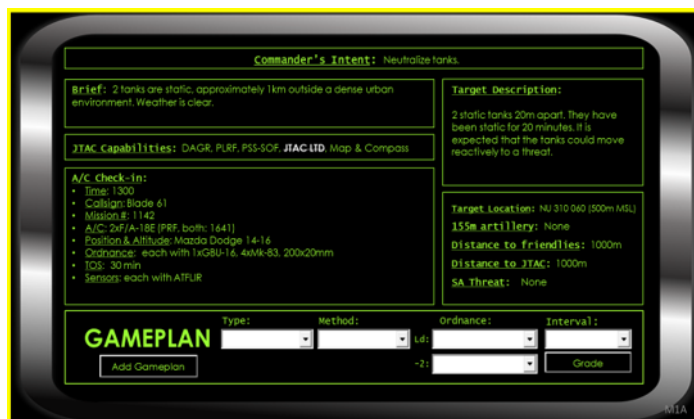 Commander's Intent: Neutralize tanks.
Brief: 2 tanks are static, approximately 1km outside a dense urban
environment. Weather is clear.
JTAC Capabilities: DAGR, PLRF, PSS-SOF, JTAC LTD, Map & Compass
A/C Check-in:
• Time: 1300
• Callsign: Blade 61
• Mission #: 1142
• A/C: 2xF/A-18E (PRF, both: 1641)
• Position & Altitude: Mazda Dodge 14-16
• Ordnance: each with 1xGBU-16, 4xMk-83, 200x20mm
• TOS: 30 min
• Sensors: each with ATFLIR
Target Description:
2 static tanks 20m apart. They have
been static for 20 minutes. It is
expected that the tanks could move
reactively to a threat.
Target Location: NU 310 060 (500m MSL)
155m artillery: None
Distance to friendlies: 1000m
Distance to JTAC: 1000m
SA Threat: None
GAMEPLAN
Type: Method: Ordnance: Interval:
Ld:
-2:
Add Gameplan
Grade
M1A